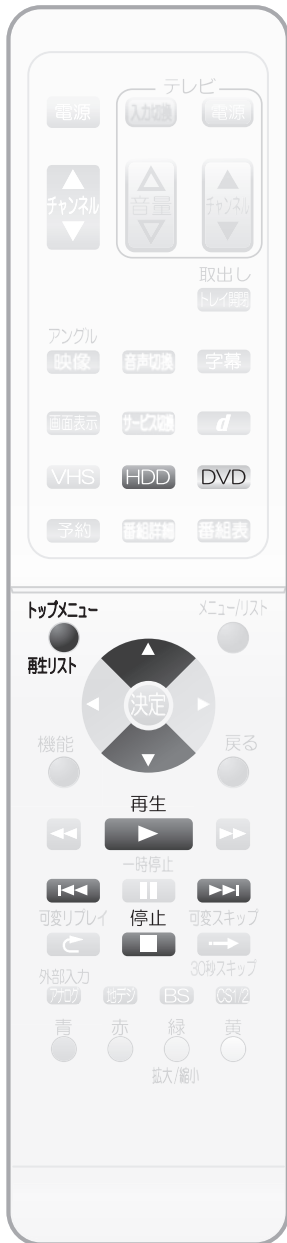 テレビ
電源 入力切換 電源
チャンネル 音量 チャンネル
取出し
トレイ開閉
アングル
映像 音声切換 字幕
画面表示 サービス切換 d
VHS HDD DVD
予約 番組詳細 番組表
トップメニュー メニュー/リスト
再生リスト
決定
機能 戻る
再生
一時停止
可変リプレイ 停止 可変スキップ
30秒スキップ
外部入力
アナログ 地デジ BS CS1/2
青 赤 緑 黄
拡大/縮小